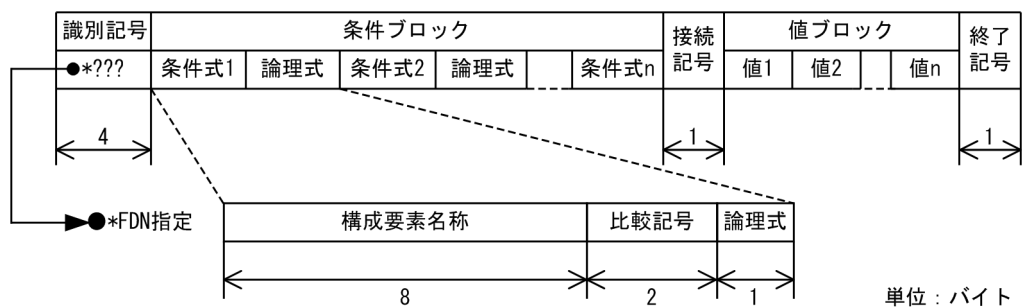 識別記号 条件ブロック 接続記号 値ブロック 終了記号
*??? 条件式1 論理式 条件式2 論理式 条件式n 値1 値2 値n
4 1 1
*FDN指定 構成要素名称 比較記号 論理式
8 2 1
単位：バイト